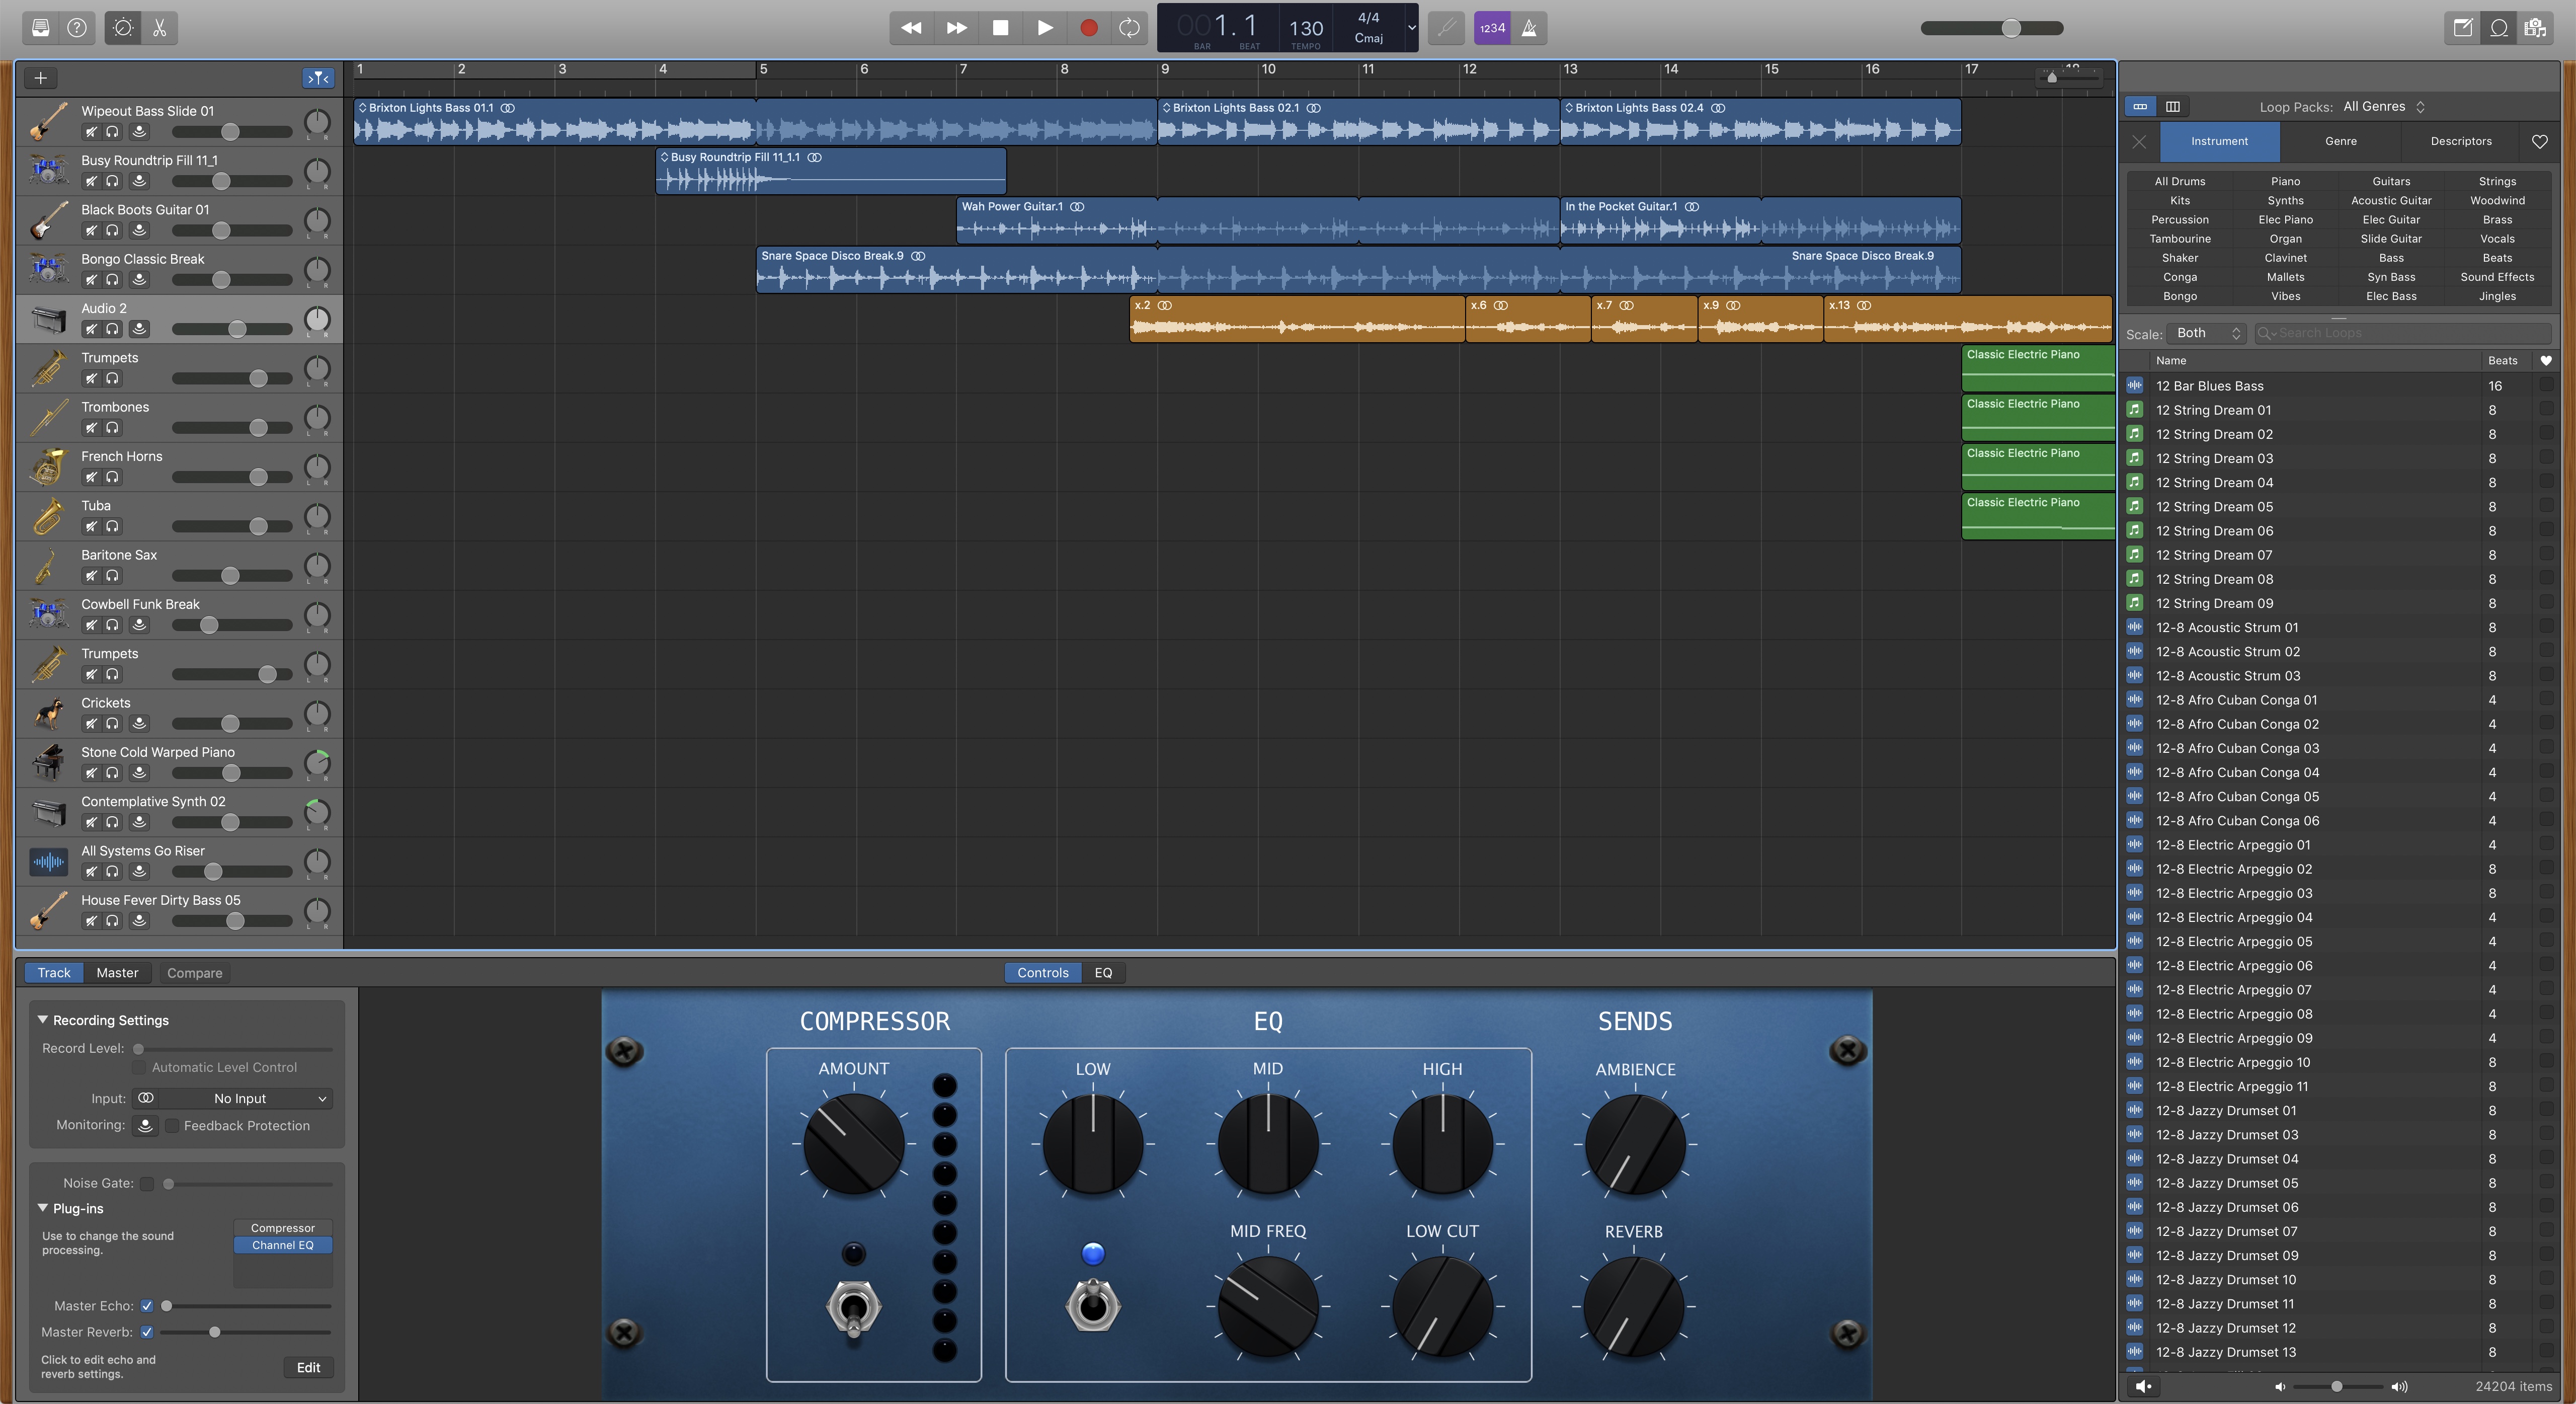 001.1
BAR
BEAT
130
TEMPO
4/4
Cmaj
1234
1 2 3 4 5 6 7 8 9 10 11 12 13 14 15 16 17
Wipeout Bass Slide 01
L R
Brixton Lights Bass 01.1
Brixton Lights Bass 02.1
Brixton Lights Bass 02.4
Busy Roundtrip Fill 11_1
L R
Busy Roundtrip Fill 11_1.1
Black Boots Guitar 01
L R
Wah Power Guitar.1
In the Pocket Guitar.1
Bongo Classic Break
L R
Snare Space Disco Break.9
Snare Space Disco Break.9
Audio 2
L R
x.2
x.6
x.7
x.9
x.13
Trumpets
L R
Classic Electric Piano
Trombones
L R
Classic Electric Piano
French Horns
L R
Classic Electric Piano
Tuba
L R
Classic Electric Piano
Baritone Sax
L R
Cowbell Funk Break
L R
Trumpets
L R
Crickets
L R
Stone Cold Warped Piano
L R
Contemplative Synth 02
L R
All Systems Go Riser
L R
House Fever Dirty Bass 05
L R
Track
Master
Compare
Controls
EQ
Recording Settings
Record Level:
Automatic Level Control
Input:
No Input
Monitoring:
Feedback Protection
Noise Gate:
Plug-ins
Use to change the sound
processing.
Compressor
Channel EQ
Master Echo:
Master Reverb:
Click to edit echo and
reverb settings.
Edit
COMPRESSOR
AMOUNT
EQ
LOW
MID
HIGH
MID FREQ
LOW CUT
SENDS
AMBIENCE
REVERB
Loop Packs: All Genres
Instrument
Genre
Descriptors
All Drums Piano Guitars Strings
Kits Synths Acoustic Guitar Woodwind
Percussion Elec Piano Elec Guitar Brass
Tambourine Organ Slide Guitar Vocals
Shaker Clavinet Bass Beats
Conga Mallets Syn Bass Sound Effects
Bongo Vibes Elec Bass Jingles
Scale: Both
Search Loops
Name Beats
12 Bar Blues Bass 16
12 String Dream 01 8
12 String Dream 02 8
12 String Dream 03 8
12 String Dream 04 8
12 String Dream 05 8
12 String Dream 06 8
12 String Dream 07 8
12 String Dream 08 8
12 String Dream 09 8
12-8 Acoustic Strum 01 8
12-8 Acoustic Strum 02 8
12-8 Acoustic Strum 03 8
12-8 Afro Cuban Conga 01 4
12-8 Afro Cuban Conga 02 4
12-8 Afro Cuban Conga 03 4
12-8 Afro Cuban Conga 04 4
12-8 Afro Cuban Conga 05 4
12-8 Afro Cuban Conga 06 4
12-8 Electric Arpeggio 01 4
12-8 Electric Arpeggio 02 8
12-8 Electric Arpeggio 03 8
12-8 Electric Arpeggio 04 4
12-8 Electric Arpeggio 05 4
12-8 Electric Arpeggio 06 4
12-8 Electric Arpeggio 07 4
12-8 Electric Arpeggio 08 4
12-8 Electric Arpeggio 09 4
12-8 Electric Arpeggio 10 8
12-8 Electric Arpeggio 11 8
12-8 Jazzy Drumset 01 8
12-8 Jazzy Drumset 03 8
12-8 Jazzy Drumset 04 8
12-8 Jazzy Drumset 05 8
12-8 Jazzy Drumset 06 8
12-8 Jazzy Drumset 07 8
12-8 Jazzy Drumset 09 8
12-8 Jazzy Drumset 10 8
12-8 Jazzy Drumset 11 8
12-8 Jazzy Drumset 12 8
12-8 Jazzy Drumset 13 8
24204 items